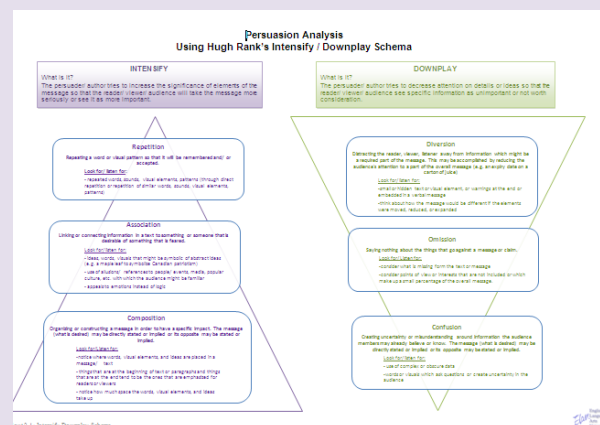 Persuasion Analysis
Using Hugh Rank's Intensify / Downplay Schema
INTENSIFY
What is it?
The persuader/ author tries to increase the significance of elements of the
message so that the reader/ viewer/ audience will take the message more
seriously or see it as more important.
Repetition
Repeating a word or visual pattern so that it will be remembered and/ or
accepted.
Look for/ listen for:
- repeated words, sounds, visual elements, patterns (through direct
repetition or repetition of similar words, sounds, visual elements,
patterns)
Association
Linking or connecting information in a text to something or someone that is
desirable of something that is feared.
Look for/ listen for:
- ideas, words, visuals that might be symbolic of abstract ideas
(e.g. a maple leaf to symbolize Canadian patriotism)
- use of allusions/ references to people/ events, media, popular
culture, etc. with which the audience might be familiar
- appeals to emotions instead of logic
Composition
Organizing or constructing a message in order to have a specific impact. The message
(what is desired) may be directly stated or implied or its opposite may be stated or
implied.
Look for/Listen for:
-notice where words, visual elements and ideas are placed in a
message/ text
-things that are at the beginning of text or paragraphs and things
that are at the end tend to be the ones that are emphasized for
readers or viewers
-notice how much space the words, visual elements, and ideas
take up
DOWNPLAY
What is it?
The persuader/ author tries to decrease attention on details or ideas so that the
reader/ viewer/ audience see specific information as unimportant or not worth
consideration.
Diversion
Distracting the reader, viewer, listener away from information which might be
a required part of the message. This may be accomplished by reducing the
audience's attention to a part of the overall message (e.g. an expiry date on a
carton of juice)
Look for/ listen for:
-small or hidden text or visual element, or warnings at the end or
embedded in a verbal message
-think about how the message would be different if the elements
were moved, reduced, or expanded
Omission
Saying nothing about the things that go against a message or claim.
Look for/ Listen for:
-consider what is missing form the text or message
-consider points of view or interests that are not included or which
make up a small percentage of the overall message.
Confusion
Creating uncertainty or misunderstanding around information the audience
members may already believe or know. The message (what is desired) may be
directly stated or implied or its opposite may be stated or implied.
Look for/listen for:
-use of complex or obscure data
-words or visuals which set questions or create uncertainty in the
audience